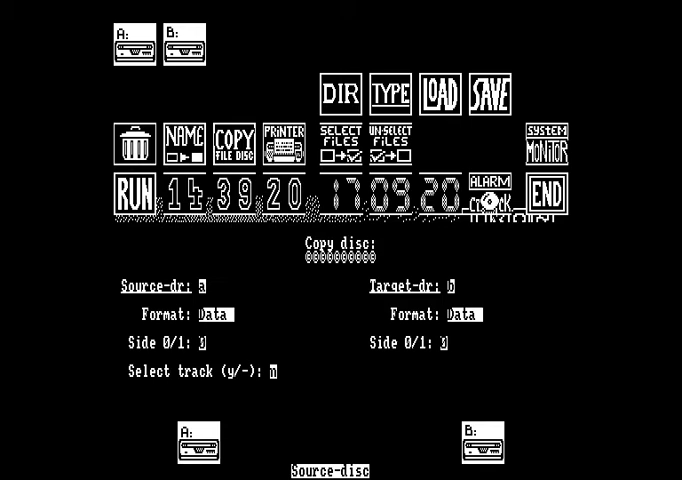 A: B:
DIR TYPE LOAD SAVE
NAME COPY FILE DISC PRINTER SELECT FILES UN-SELECT FILES SYSTEM MONITOR
RUN 14 39 20 17 09 20 ALARM CLOCK END
Copy disc:
©©©©©©©©©©
Source-dr: a Target-dr: b
Format: Data Format: Data
Side 0/1: 0 Side 0/1: 0
Select track (y/-): n
A: B:
Source-disc